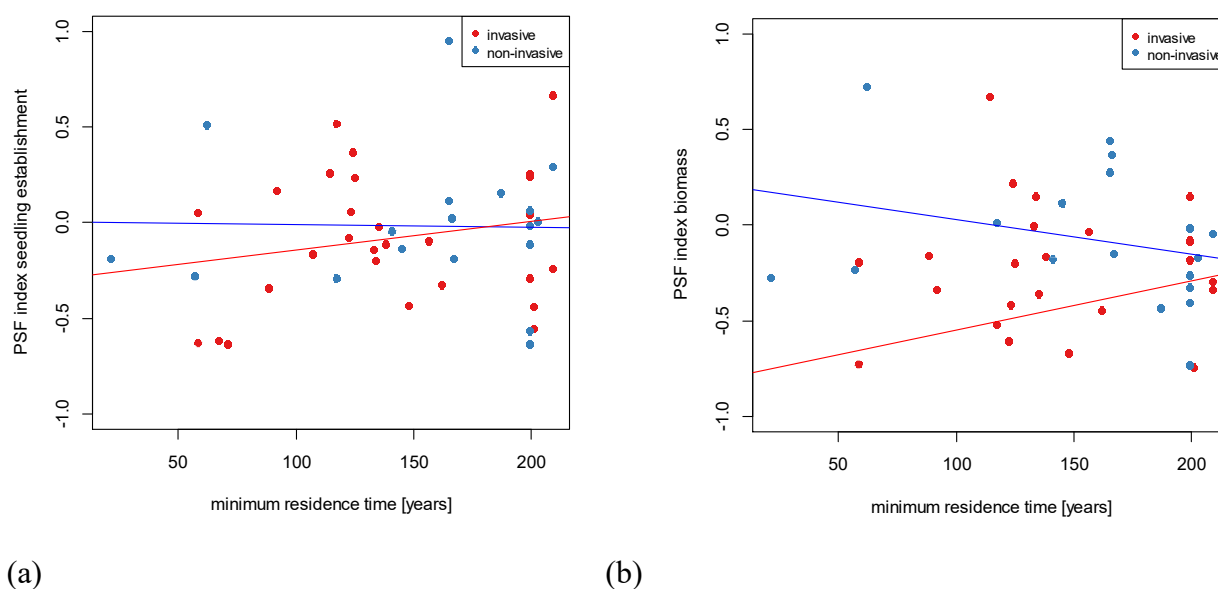 invasive
non-invasive
PSF index seedling establishment
1.0
0.5
0.0
-0.5
-1.0
50 100 150 200
minimum residence time [years]
(a)
invasive
non-invasive
PSF index biomass
1.0
0.5
0.0
-0.5
-1.0
50 100 150 200
minimum residence time [years]
(b)